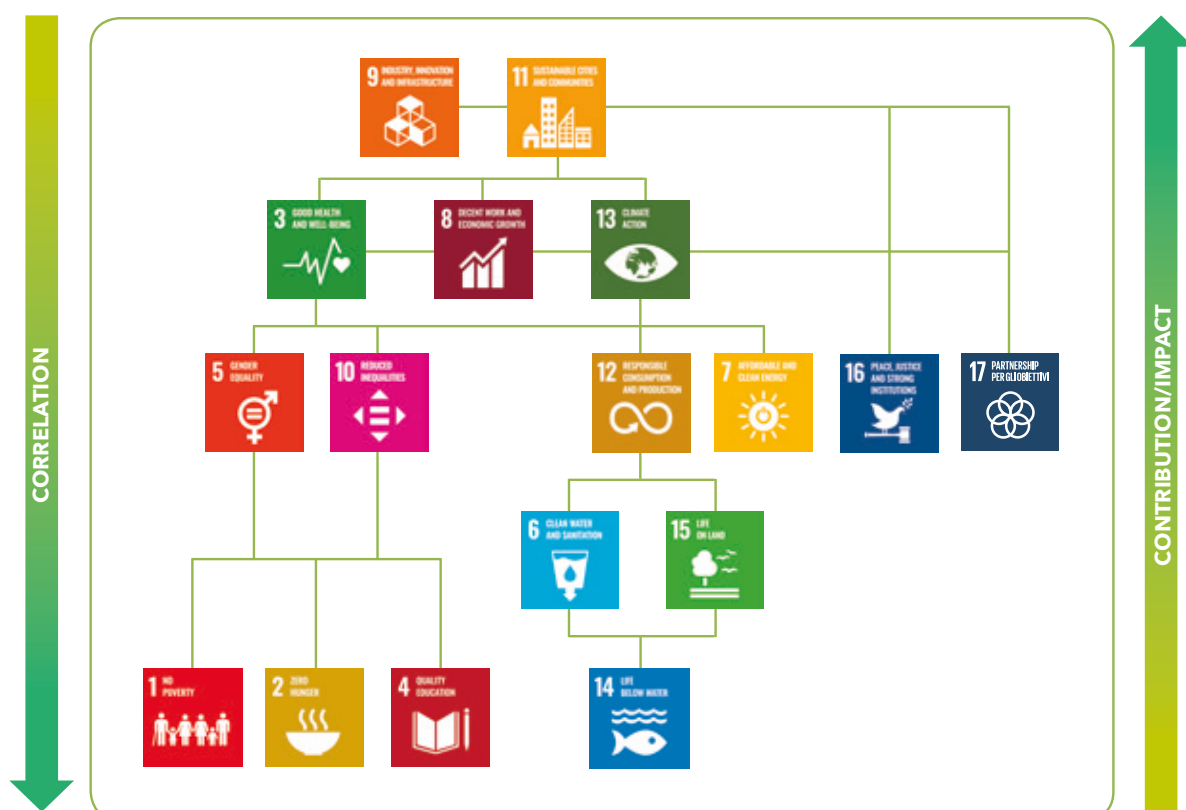 CORRELATION
9 INDUSTRY, INNOVATION
AND INFRASTRUCTURE
11 SUSTAINABLE CITIES
AND COMMUNITIES
3 GOOD HEALTH
AND WELL-BEING
8 DECENT WORK AND
ECONOMIC GROWTH
13 CLIMATE
ACTION
5 GENDER
EQUALITY
10 REDUCED
INEQUALITIES
12 RESPONSIBLE
CONSUMPTION
AND PRODUCTION
7 AFFORDABLE AND
CLEAN ENERGY
16 PEACE, JUSTICE
AND STRONG
INSTITUTIONS
17 PARTNERSHIP
PER GLI OBIETTIVI
6 CLEAN WATER
AND SANITATION
15 LIFE
ON LAND
1 NO
POVERTY
2 ZERO
HUNGER
4 QUALITY
EDUCATION
14 LIFE
BELOW WATER
CONTRIBUTION/IMPACT